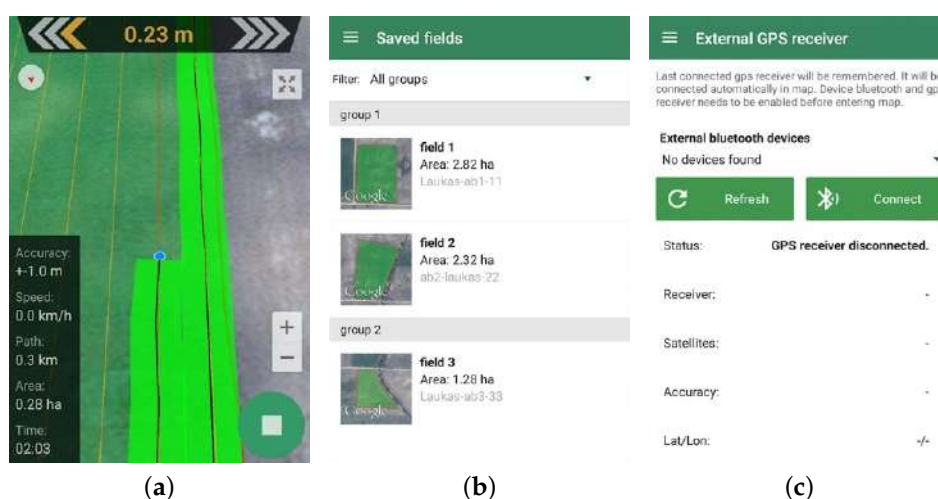 0.23 m
Accuracy:
+-1.0 m
Speed:
0.0 km/h
Path:
0.3 km
Area:
0.28 ha
Time:
02:03
(a)
Saved fields
Filter: All groups
group 1
field 1
Area: 2.82 ha
Laukas-ab1-11
Google
field 2
Area: 2.32 ha
ab2-laukas-22
Google
group 2
field 3
Area: 1.28 ha
Laukas-ab3-33
Google
(b)
External GPS receiver
Last connected gps receiver will be remembered. It will be
connected automatically in map. Device bluetooth and gp
receiver needs to be enabled before entering map.
External bluetooth devices
No devices found
Refresh
Connect
Status: GPS receiver disconnected.
Receiver: -
Satellites: -
Accuracy: -
Lat/Lon: -/-
(c)